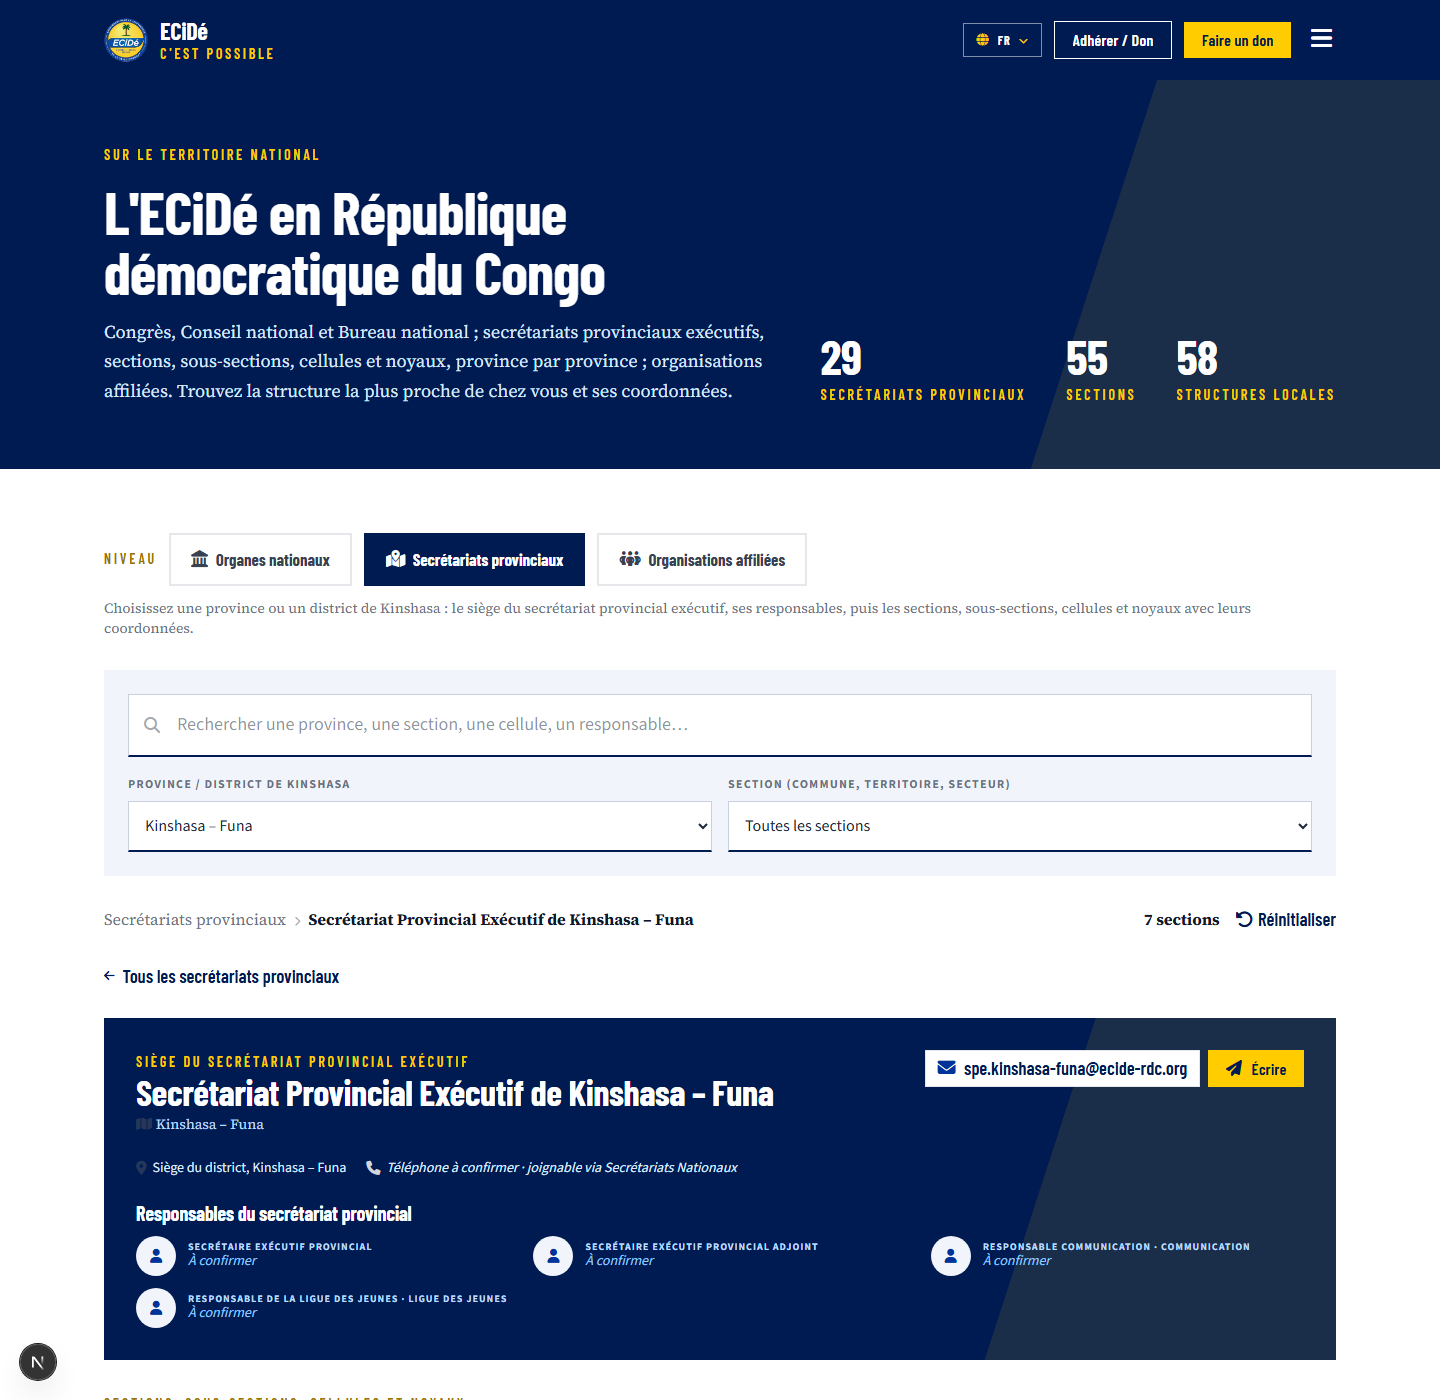 ECiDé
C'EST POSSIBLE
FR
Adhérer / Don
Faire un don
SUR LE TERRITOIRE NATIONAL
L'ECiDé en République
démocratique du Congo
Congrès, Conseil national et Bureau national ; secrétariats provinciaux exécutifs,
sections, sous-sections, cellules et noyaux, province par province ; organisations
affiliées. Trouvez la structure la plus proche de chez vous et ses coordonnées.
29
SECRÉTARIATS PROVINCIAUX
55
SECTIONS
58
STRUCTURES LOCALES
NIVEAU
Organes nationaux
Secrétariats provinciaux
Organisations affiliées
Choisissez une province ou un district de Kinshasa : le siège du secrétariat provincial exécutif, ses responsables, puis les sections, sous-sections, cellules et noyaux avec leurs
coordonnées.
Rechercher une province, une section, une cellule, un responsable…
PROVINCE / DISTRICT DE KINSHASA
SECTION (COMMUNE, TERRITOIRE, SECTEUR)
Kinshasa – Funa
Toutes les sections
Secrétariats provinciaux > Secrétariat Provincial Exécutif de Kinshasa – Funa
7 sections
Réinitialiser
← Tous les secrétariats provinciaux
SIÈGE DU SECRÉTARIAT PROVINCIAL EXÉCUTIF
Secrétariat Provincial Exécutif de Kinshasa – Funa
Kinshasa – Funa
spe.kinshasa-funa@ecide-rdc.org
Écrire
Siège du district, Kinshasa – Funa
Téléphone à confirmer · joignable via Secrétariats Nationaux
Responsables du secrétariat provincial
SECRÉTAIRE EXÉCUTIF PROVINCIAL
À confirmer
SECRÉTAIRE EXÉCUTIF PROVINCIAL ADJOINT
À confirmer
RESPONSABLE COMMUNICATION · COMMUNICATION
À confirmer
RESPONSABLE DE LA LIGUE DES JEUNES · LIGUE DES JEUNES
À confirmer
N
SECTIONS, SOUS-SECTIONS, CELLULES ET NOYAUX